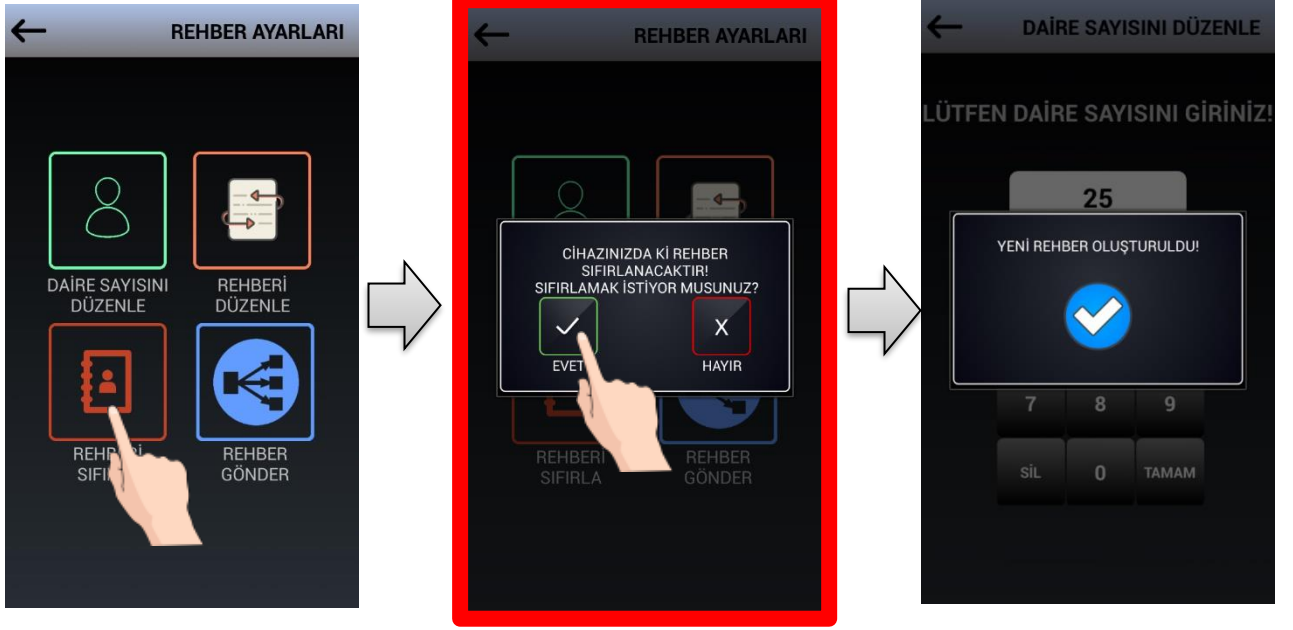 REHBER AYARLARI
DAİRE SAYISINI
DÜZENLE
REHBERİ
DÜZENLE
REHBER
GÖNDER
REHBER AYARLARI
CİHAZINIZDA Kİ REHBER
SIFIRLANACAKTIR!
SIFIRLAMAK İSTİYOR MUSUNUZ?
X
EVET
HAYIR
REHBERİ
SIFIRLA
REHBER
GÖNDER
DAİRE SAYISINI DÜZENLE
LÜTFEN DAİRE SAYISINI GİRİNİZ!
25
YENİ REHBER OLUŞTURULDU!
7 8 9
SİL 0 TAMAM